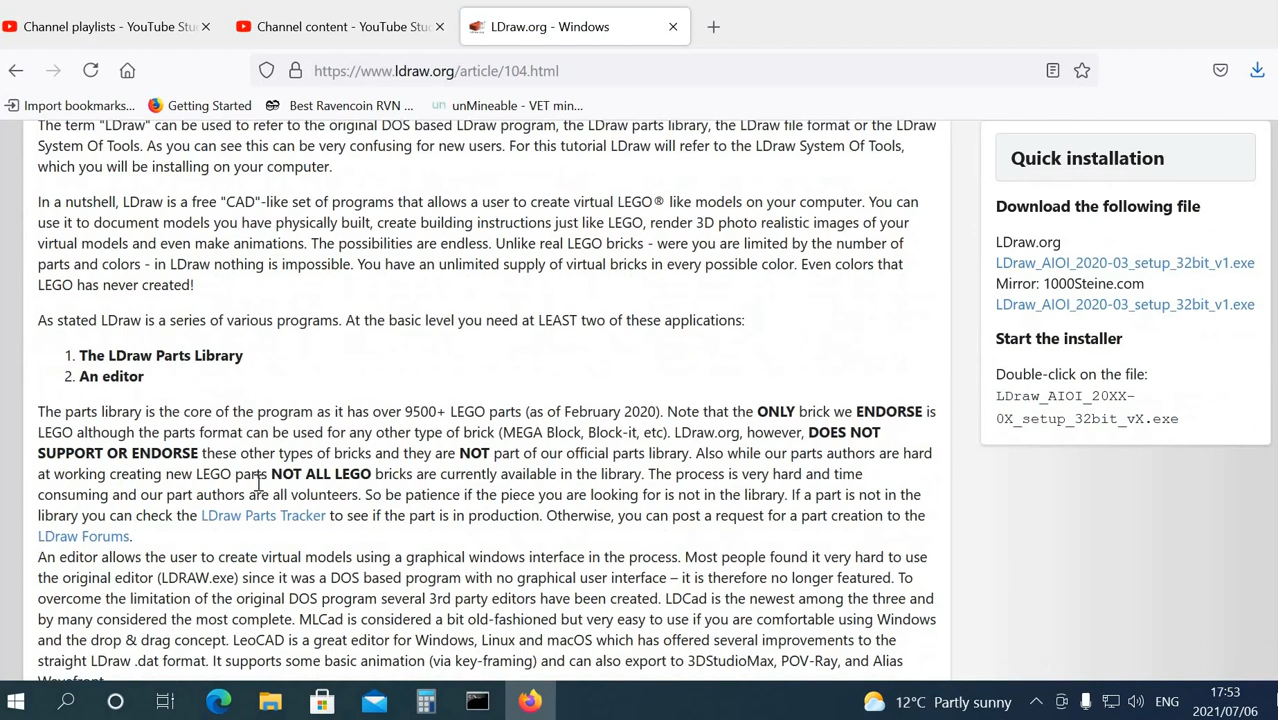 Channel playlists - YouTube Stu
Channel content - YouTube Stu
LDraw.org - Windows
https://www.ldraw.org/article/104.html
Import bookmarks...
Getting Started
Best Ravencoin RVN ...
un
unMineable - VET min...
The term "LDraw" can be used to refer to the original DOS based LDraw program, the LDraw parts library, the LDraw file format or the LDraw
System Of Tools. As you can see this can be very confusing for new users. For this tutorial LDraw will refer to the LDraw System Of Tools,
which you will be installing on your computer.
In a nutshell, LDraw is a free "CAD"-like set of programs that allows a user to create virtual LEGO® like models on your computer. You can
use it to document models you have physically built, create building instructions just like LEGO, render 3D photo realistic images of your
virtual models and even make animations. The possibilities are endless. Unlike real LEGO bricks - were you are limited by the number of
parts and colors - in LDraw nothing is impossible. You have an unlimited supply of virtual bricks in every possible color. Even colors that
LEGO has never created!
As stated LDraw is a series of various programs. At the basic level you need at LEAST two of these applications:
1. The LDraw Parts Library
2. An editor
The parts library is the core of the program as it has over 9500+ LEGO parts (as of February 2020). Note that the ONLY brick we ENDORSE is
LEGO although the parts format can be used for any other type of brick (MEGA Block, Block-it, etc). LDraw.org, however, DOES NOT
SUPPORT OR ENDORSE these other types of bricks and they are NOT part of our official parts library. Also while our parts authors are hard
at working creating new LEGO parts NOT ALL LEGO bricks are currently available in the library. The process is very hard and time
consuming and our part authors are all volunteers. So be patience if the piece you are looking for is not in the library. If a part is not in the
library you can check the LDraw Parts Tracker to see if the part is in production. Otherwise, you can post a request for a part creation to the
LDraw Forums.
An editor allows the user to create virtual models using a graphical windows interface in the process. Most people found it very hard to use
the original editor (LDRAW.exe) since it was a DOS based program with no graphical user interface – it is therefore no longer featured. To
overcome the limitation of the original DOS program several 3rd party editors have been created. LDCad is the newest among the three and
by many considered the most complete. MLCad is considered a bit old-fashioned but very easy to use if you are comfortable using Windows
and the drop & drag concept. LeoCAD is a great editor for Windows, Linux and macOS which has offered several improvements to the
straight LDraw .dat format. It supports some basic animation (via key-framing) and can also export to 3DStudioMax, POV-Ray, and Alias
Wavefront.
Quick installation
Download the following file
LDraw.org
LDraw_AIOI_2020-03_setup_32bit_v1.exe
Mirror: 1000Steine.com
LDraw_AIOI_2020-03_setup_32bit_v1.exe
Start the installer
Double-click on the file:
LDraw_AIOI_20XX-
0X_setup_32bit_vX.exe
12°C Partly sunny
ENG
17:53
2021/07/06